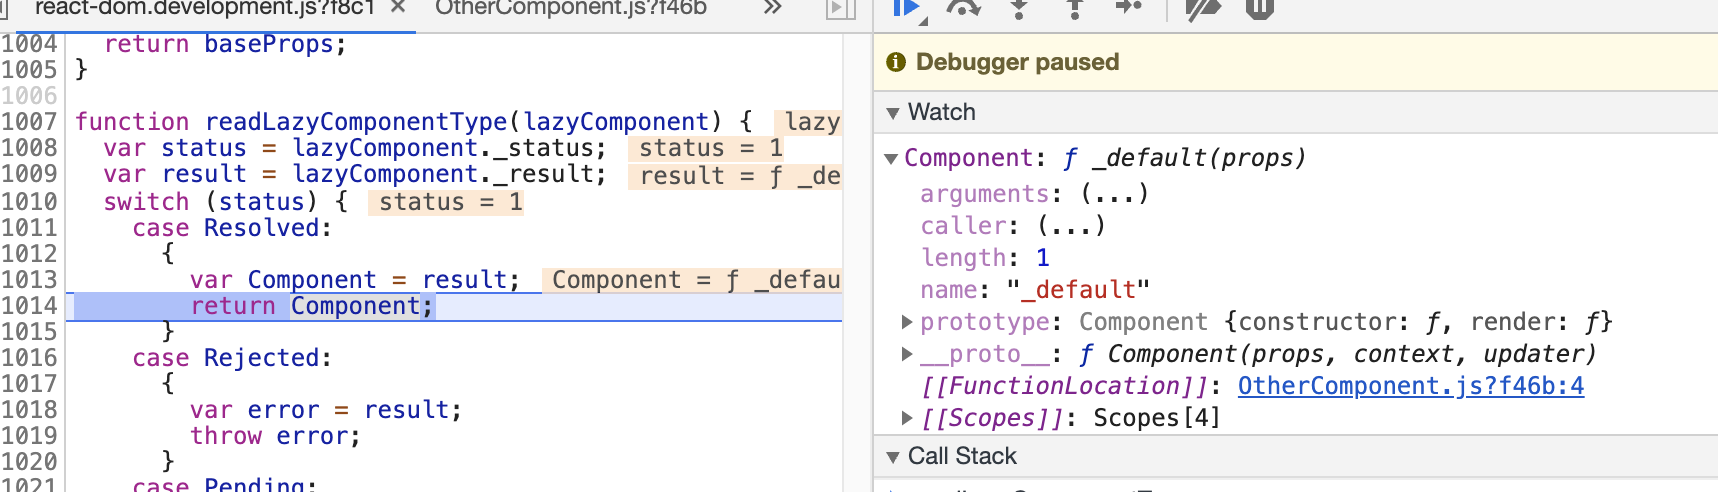 react-dom.development.js?f8c1 × OtherComponent.js?f46b »
1004 return baseProps;
1005 }
1006
1007 function readLazyComponentType(lazyComponent) { lazy
1008 var status = lazyComponent._status; status = 1
1009 var result = lazyComponent._result; result = ƒ _de
1010 switch (status) { status = 1
1011 case Resolved:
1012 {
1013 var Component = result; Component = ƒ _defau
1014 return Component;
1015 }
1016 case Rejected:
1017 {
1018 var error = result;
1019 throw error;
1020 }
1021 case Pending:
Debugger paused
Watch
Component: ƒ _default(props)
arguments: (...)
caller: (...)
length: 1
name: "_default"
prototype: Component {constructor: ƒ, render: ƒ}
__proto__: ƒ Component(props, context, updater)
[[FunctionLocation]]: OtherComponent.js?f46b:4
[[Scopes]]: Scopes[4]
Call Stack